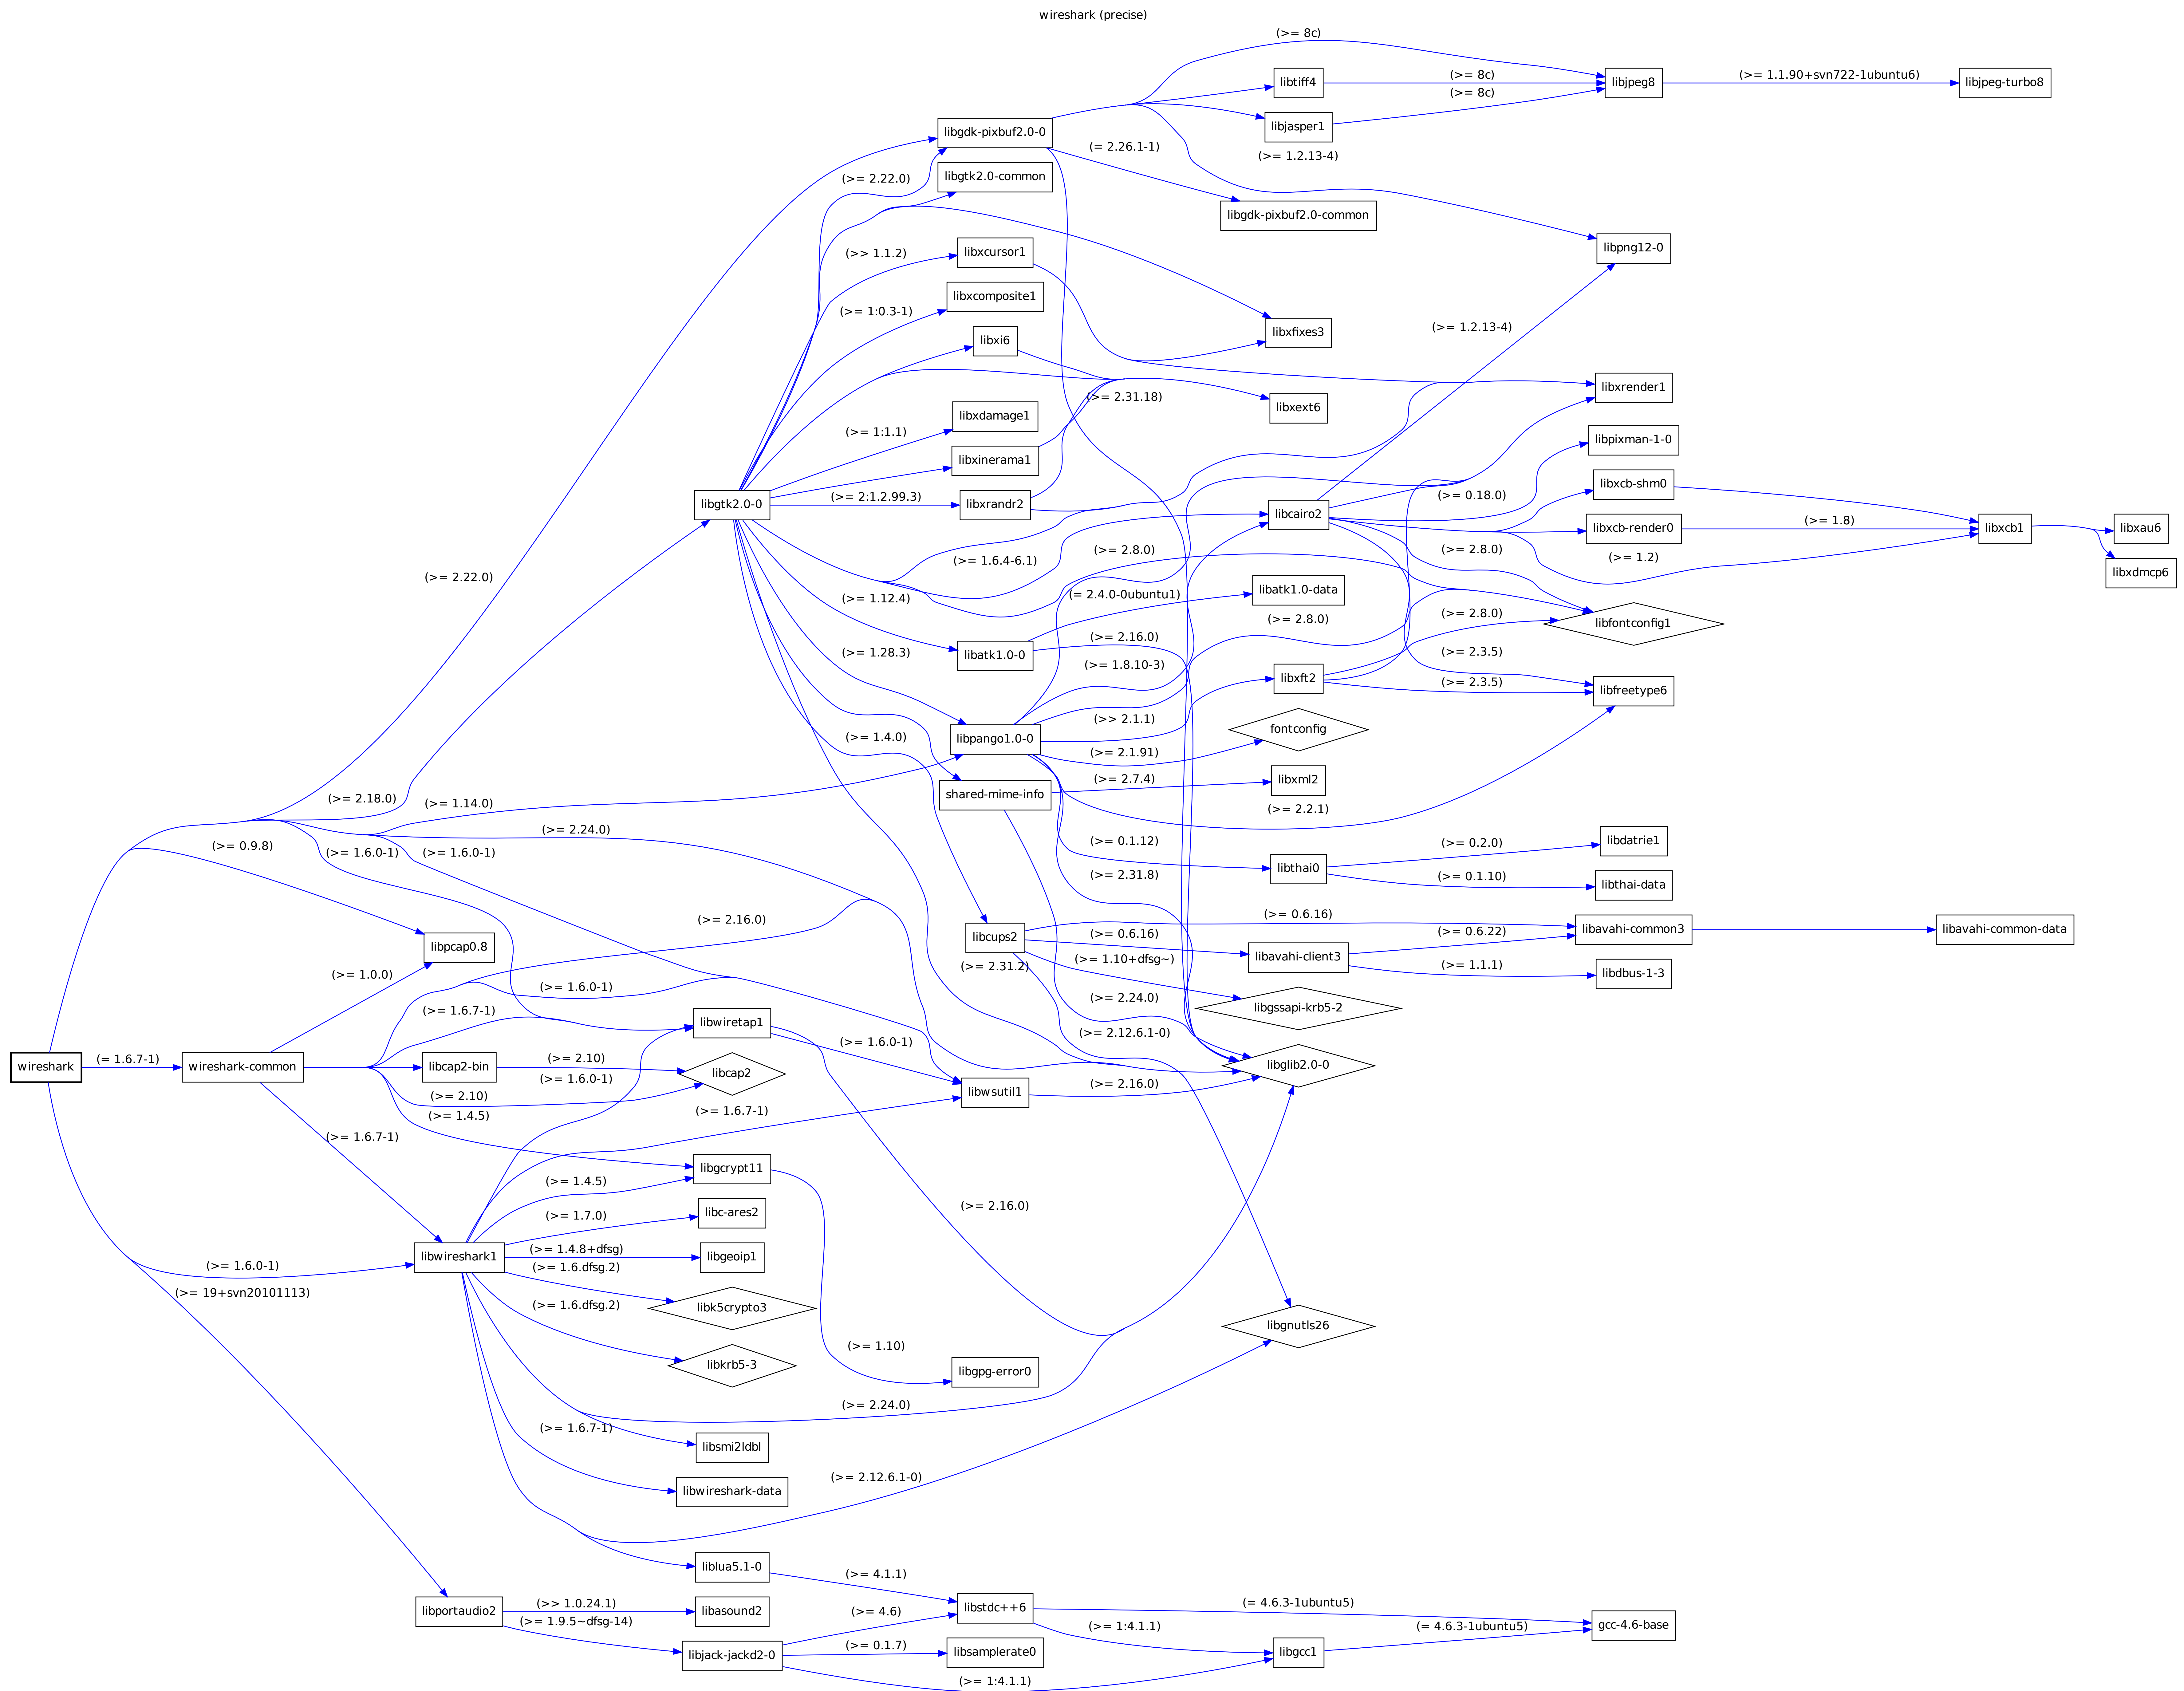 wireshark (precise)
(>= 8c)
libtiff4
(>= 8c)
libjpeg8
(>= 1.1.90+svn722-1ubuntu6)
libjpeg-turbo8
(>= 8c)
libgdk-pixbuf2.0-0
libjasper1
(= 2.26.1-1)
(>= 1.2.13-4)
(>= 2.22.0)
libgtk2.0-common
libgdk-pixbuf2.0-common
libpng12-0
(>> 1.1.2)
libxcursor1
libxcomposite1
(>= 1:0.3-1)
libxfixes3
(>= 1.2.13-4)
libxi6
libxrender1
(>= 2.31.18)
libxext6
libxdamage1
(>= 1:1.1)
libpixman-1-0
libxinerama1
libxcb-shm0
(>= 0.18.0)
libgtk2.0-0
(>= 2:1.2.99.3)
libxrandr2
libcairo2
libxcb-render0
(>= 1.8)
libxcb1
libxau6
(>= 2.8.0)
(>= 2.8.0)
(>= 1.2)
(>= 1.6.4-6.1)
libxdmcp6
(>= 2.22.0)
(>= 1.12.4)
(= 2.4.0-0ubuntu1)
libatk1.0-data
(>= 2.8.0)
(>= 2.8.0)
libfontconfig1
(>= 2.16.0)
(>= 1.28.3)
libatk1.0-0
(>= 2.3.5)
(>= 1.8.10-3)
libxft2
(>= 2.3.5)
libfreetype6
(>> 2.1.1)
fontconfig
(>= 1.4.0)
libpango1.0-0
(>= 2.1.91)
(>= 2.7.4)
libxml2
(>= 2.18.0)
(>= 1.14.0)
shared-mime-info
(>= 2.2.1)
(>= 2.24.0)
(>= 0.9.8)
(>= 1.6.0-1)
(>= 1.6.0-1)
(>= 0.1.12)
(>= 0.2.0)
libdatrie1
libthai0
(>= 2.31.8)
(>= 0.1.10)
libthai-data
(>= 2.16.0)
(>= 0.6.16)
libpcap0.8
libcups2
(>= 0.6.16)
(>= 0.6.22)
libavahi-common3
libavahi-common-data
(>= 1.0.0)
(>= 2.31.2)
(>= 1.10+dfsg~)
libavahi-client3
(>= 1.1.1)
libdbus-1-3
(>= 1.6.0-1)
(>= 2.24.0)
libgssapi-krb5-2
(>= 1.6.7-1)
libwiretap1
(>= 1.6.0-1)
(>= 2.12.6.1-0)
wireshark
(= 1.6.7-1)
wireshark-common
libcap2-bin
(>= 2.10)
libcap2
libglib2.0-0
(>= 1.6.0-1)
(>= 2.10)
(>= 2.16.0)
libwsutil1
(>= 1.4.5)
(>= 1.6.7-1)
(>= 1.6.7-1)
libgcrypt11
(>= 1.4.5)
(>= 2.16.0)
(>= 1.7.0)
libc-ares2
(>= 1.6.0-1)
libwireshark1
(>= 1.4.8+dfsg)
libgeoip1
(>= 1.6.dfsg.2)
(>= 19+svn20101113)
(>= 1.6.dfsg.2)
libk5crypto3
libgnutls26
libkrb5-3
(>= 1.10)
libgpg-error0
(>= 2.24.0)
(>= 1.6.7-1)
libsmi2ldbl
(>= 2.12.6.1-0)
libwireshark-data
liblua5.1-0
(>= 4.1.1)
libportaudio2
(>> 1.0.24.1)
libasound2
(>= 4.6)
libstdc++6
(= 4.6.3-1ubuntu5)
(>= 1.9.5~dfsg-14)
(>= 1:4.1.1)
(= 4.6.3-1ubuntu5)
gcc-4.6-base
libjack-jackd2-0
(>= 0.1.7)
libsamplerate0
libgcc1
(>= 1:4.1.1)